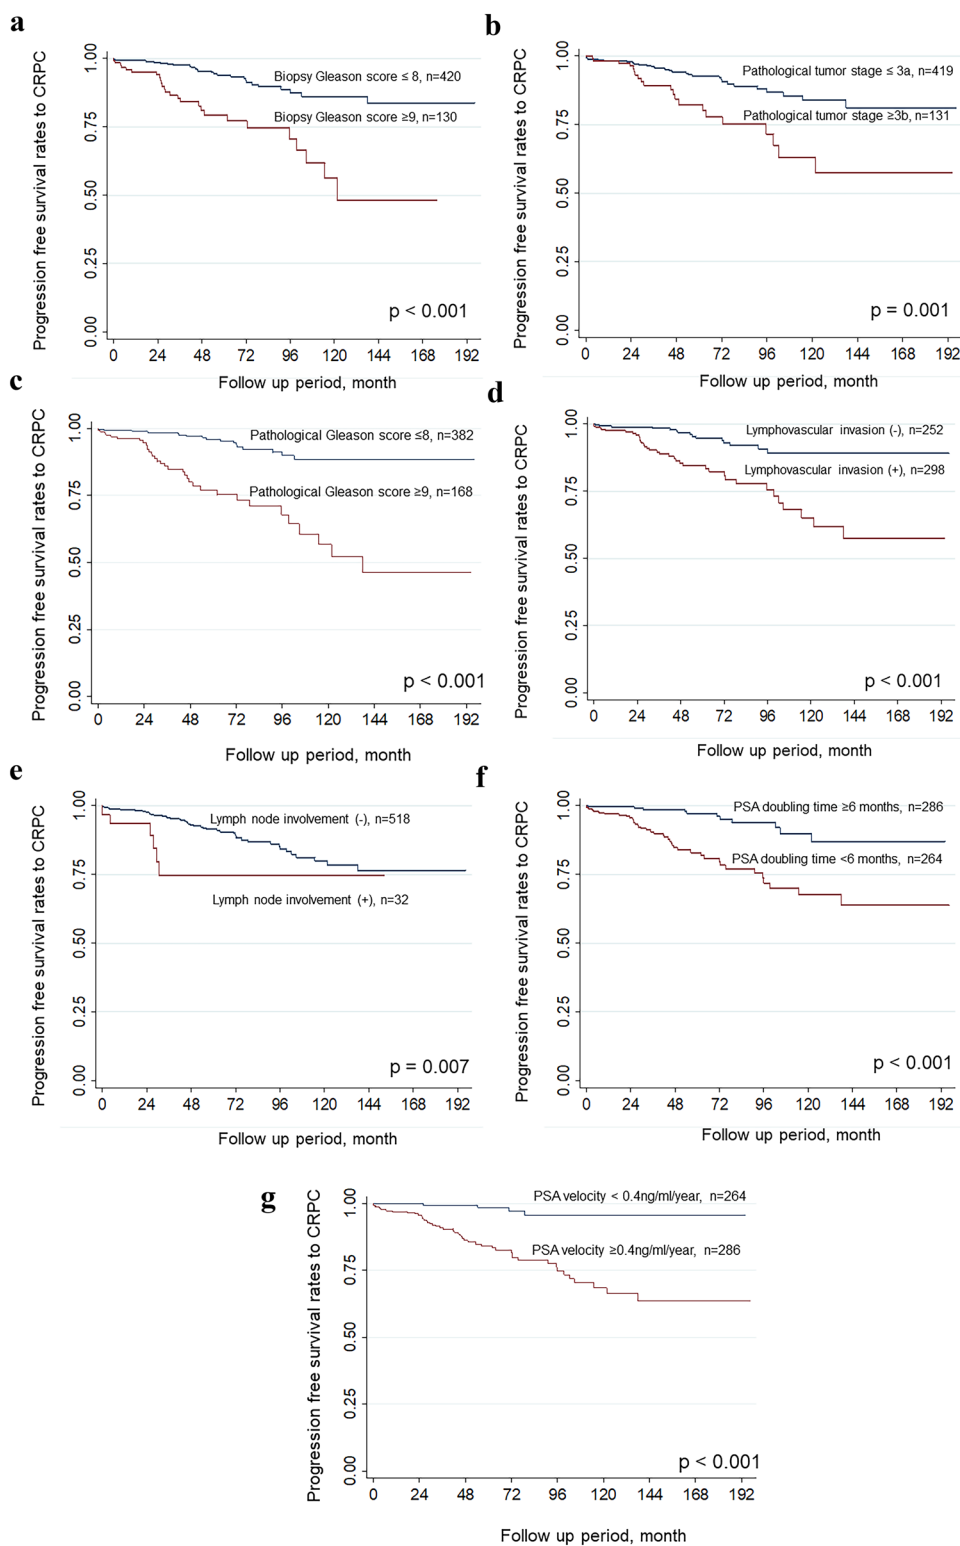 a
Progression free survival rates to CRPC
1.00
0.75
0.50
0.25
0.00
Biopsy Gleason score ≤ 8, n=420
Biopsy Gleason score ≥9, n=130
p < 0.001
0 24 48 72 96 120 144 168 192
Follow up period, month
b
Progression free survival rates to CRPC
1.00
0.75
0.50
0.25
0.00
Pathological tumor stage ≤ 3a, n=419
Pathological tumor stage ≥3b, n=131
p = 0.001
0 24 48 72 96 120 144 168 192
Follow up period, month
c
Progression free survival rates to CRPC
1.00
0.75
0.50
0.25
0.00
Pathological Gleason score ≤8, n=382
Pathological Gleason score ≥9, n=168
p < 0.001
0 24 48 72 96 120 144 168 192
Follow up period, month
d
Progression free survival rates to CRPC
1.00
0.75
0.50
0.25
0.00
Lymphovascular invasion (-), n=252
Lymphovascular invasion (+), n=298
p < 0.001
0 24 48 72 96 120 144 168 192
Follow up period, month
e
Progression free survival rates to CRPC
1.00
0.75
0.50
0.25
0.00
Lymph node involvement (-), n=518
Lymph node involvement (+), n=32
p = 0.007
0 24 48 72 96 120 144 168 192
Follow up period, month
f
Progression free survival rates to CRPC
1.00
0.75
0.50
0.25
0.00
PSA doubling time ≥6 months, n=286
PSA doubling time <6 months, n=264
p < 0.001
0 24 48 72 96 120 144 168 192
Follow up period, month
g
Progression free survival rates to CRPC
1.00
0.75
0.50
0.25
0.00
PSA velocity < 0.4ng/ml/year, n=264
PSA velocity ≥0.4ng/ml/year, n=286
p < 0.001
0 24 48 72 96 120 144 168 192
Follow up period, month